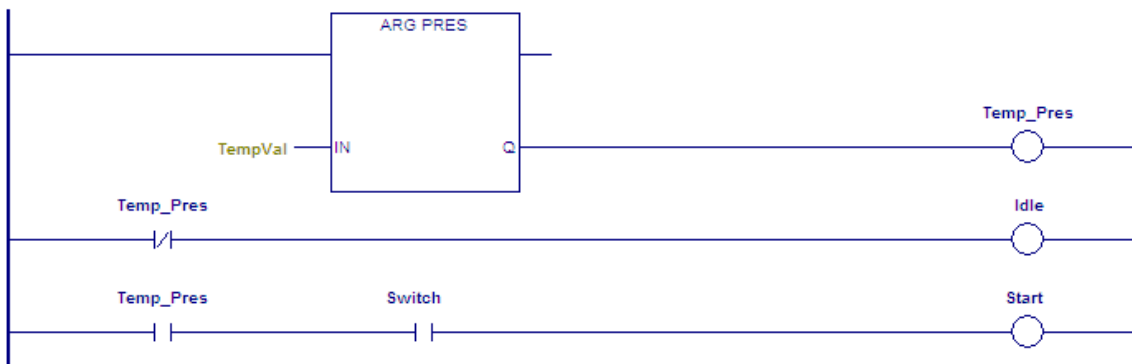 ARG PRES
Temp_Pres
TempVal IN Q
Temp_Pres Idle
Temp_Pres Switch Start